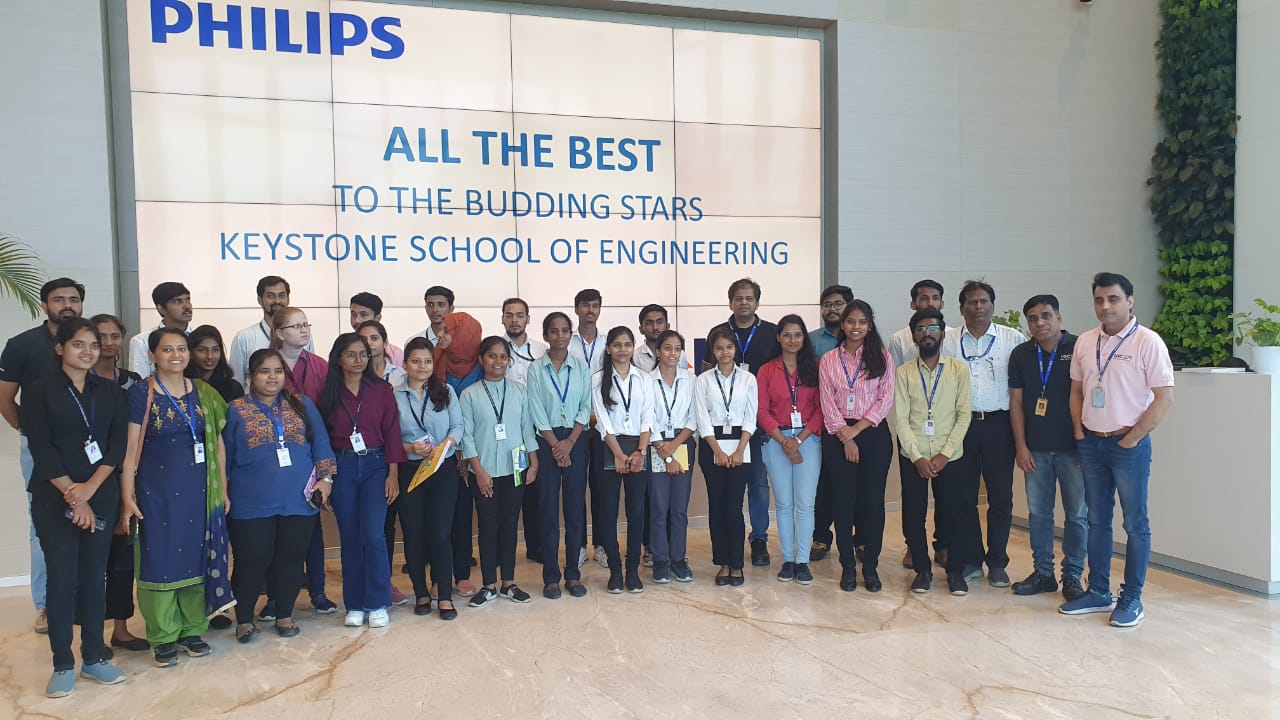 PHILIPS
ALL THE BEST
TO THE BUDDING STARS
KEYSTONE SCHOOL OF ENGINEERING